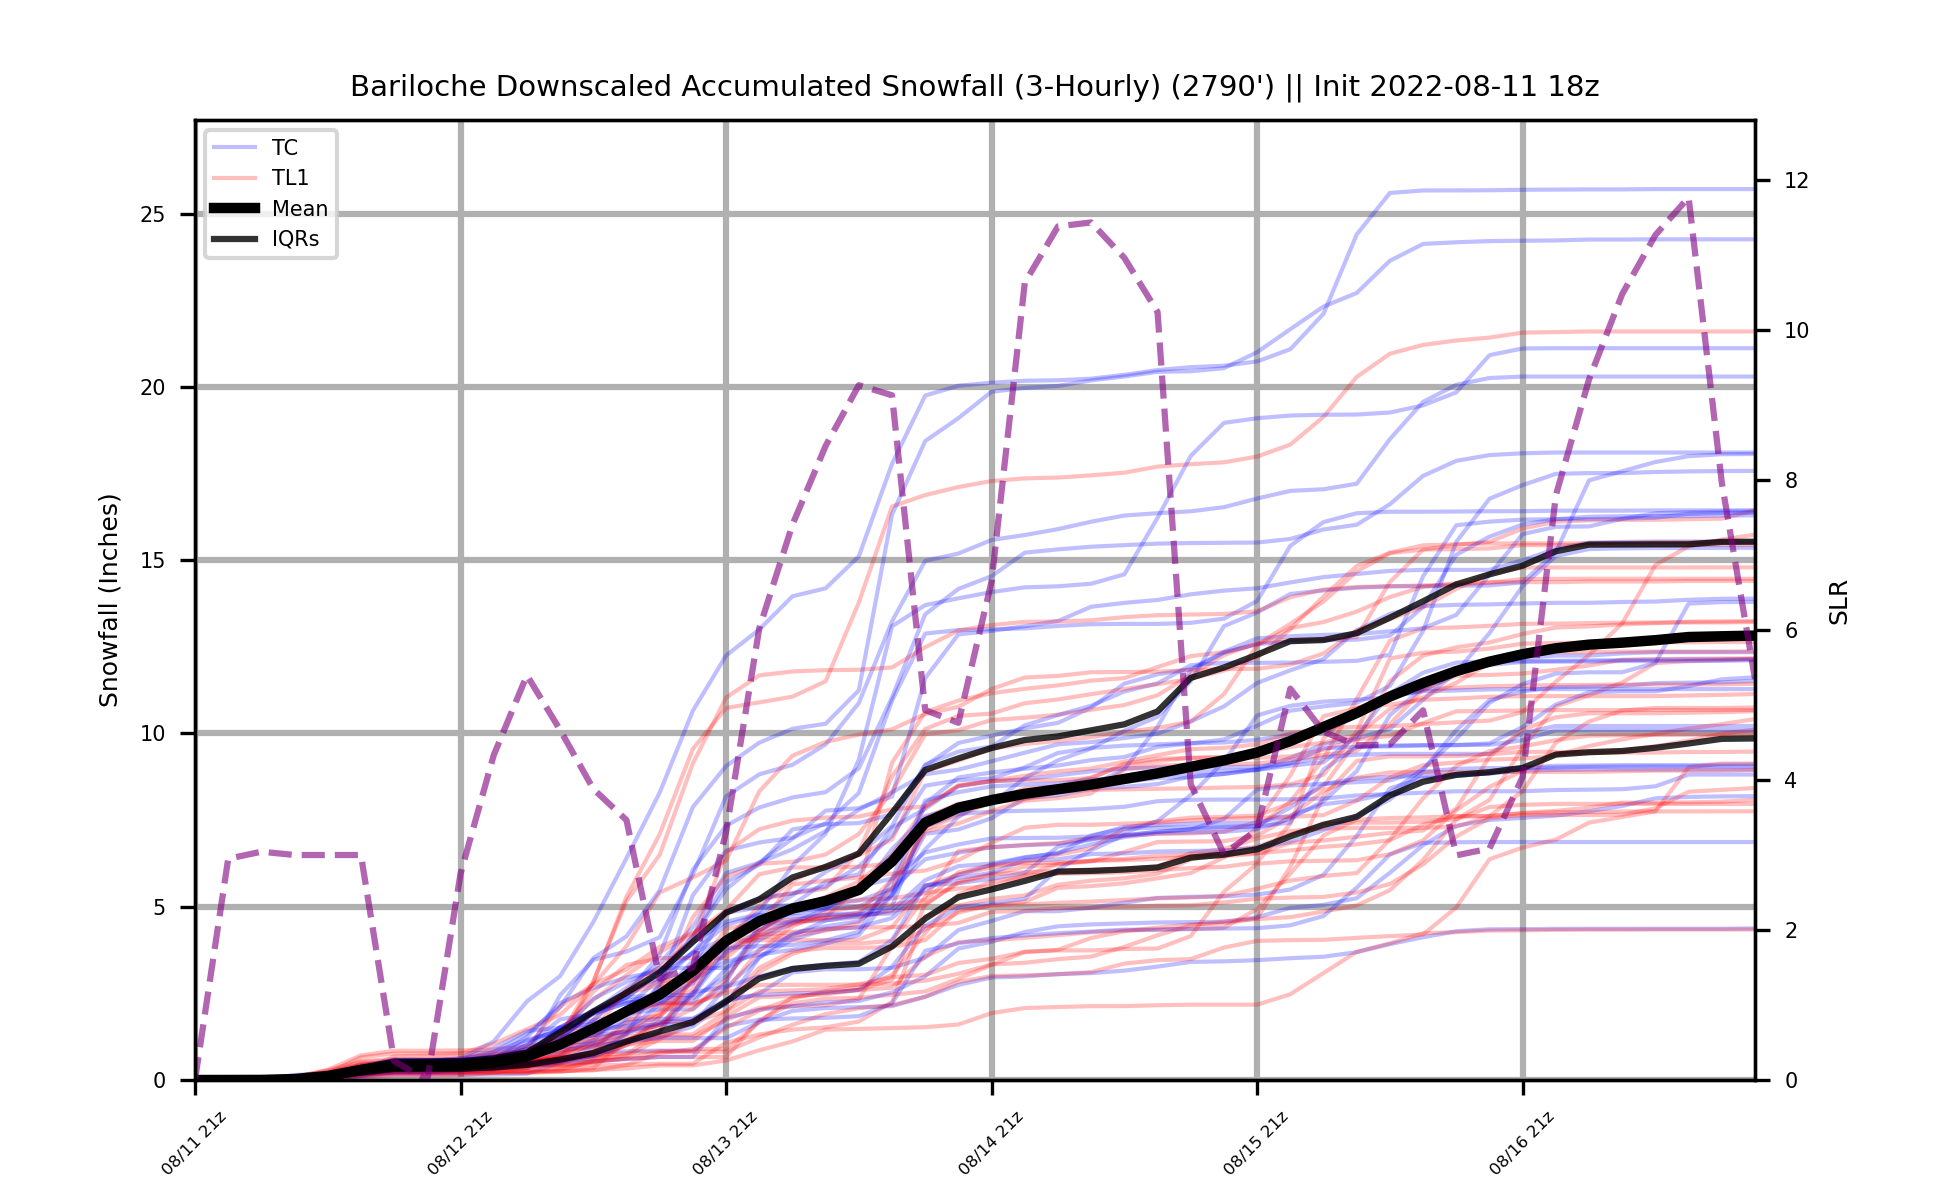 Bariloche Downscaled Accumulated Snowfall (3-Hourly) (2790') || Init 2022-08-11 18z
TC
TL1
Mean
IQRs
Snowfall (Inches)
25
20
15
10
5
0
SLR
12
10
8
6
4
2
0
08/11 21z
08/12 21z
08/13 21z
08/14 21z
08/15 21z
08/16 21z